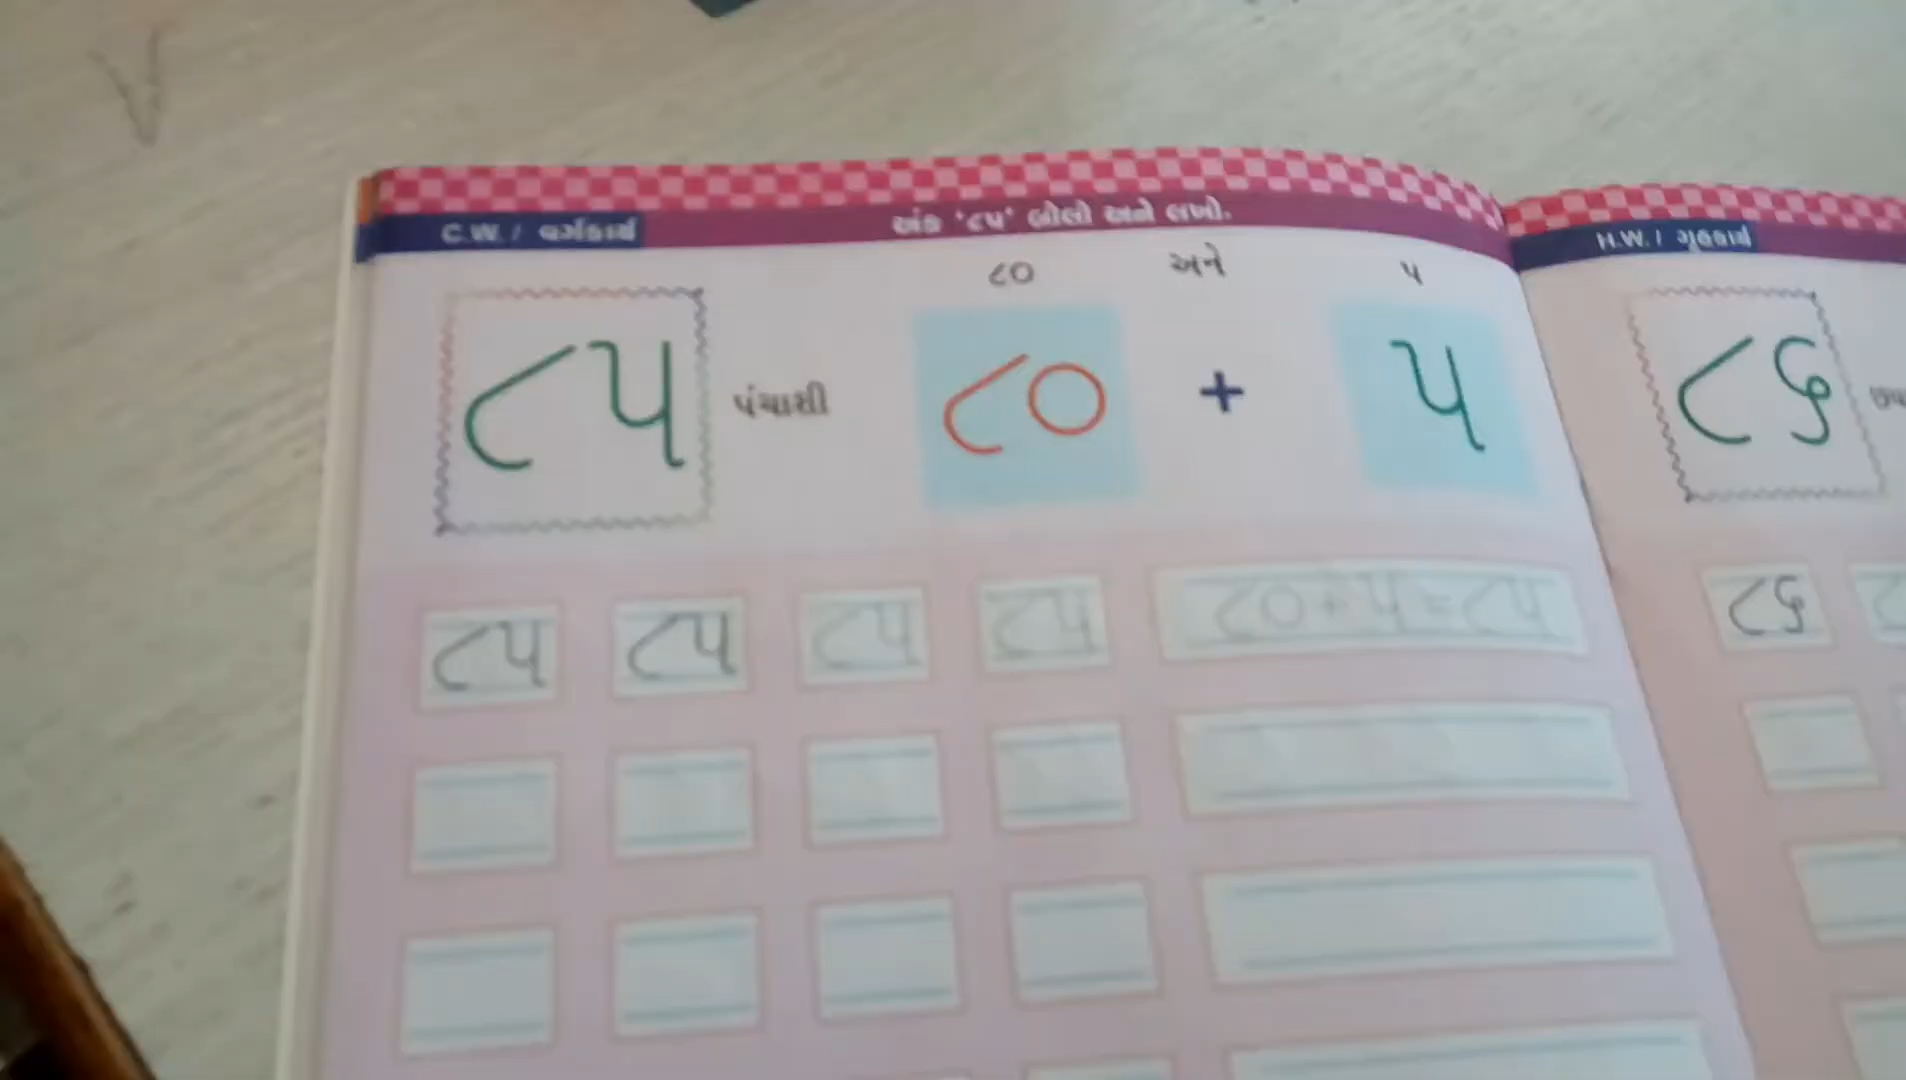 C.W. / વર્ગકાર્ય
અંક '૮૫' બોલો અને લખો.
૮૦ અને ૫
૮૫ પંચાસી ૮૦ + ૫
૮૫ ૮૫ ૮૫ ૮૫ ૮૦+૫=૮૫
H.W. / ગૃહકાર્ય
૮૬
૮૬